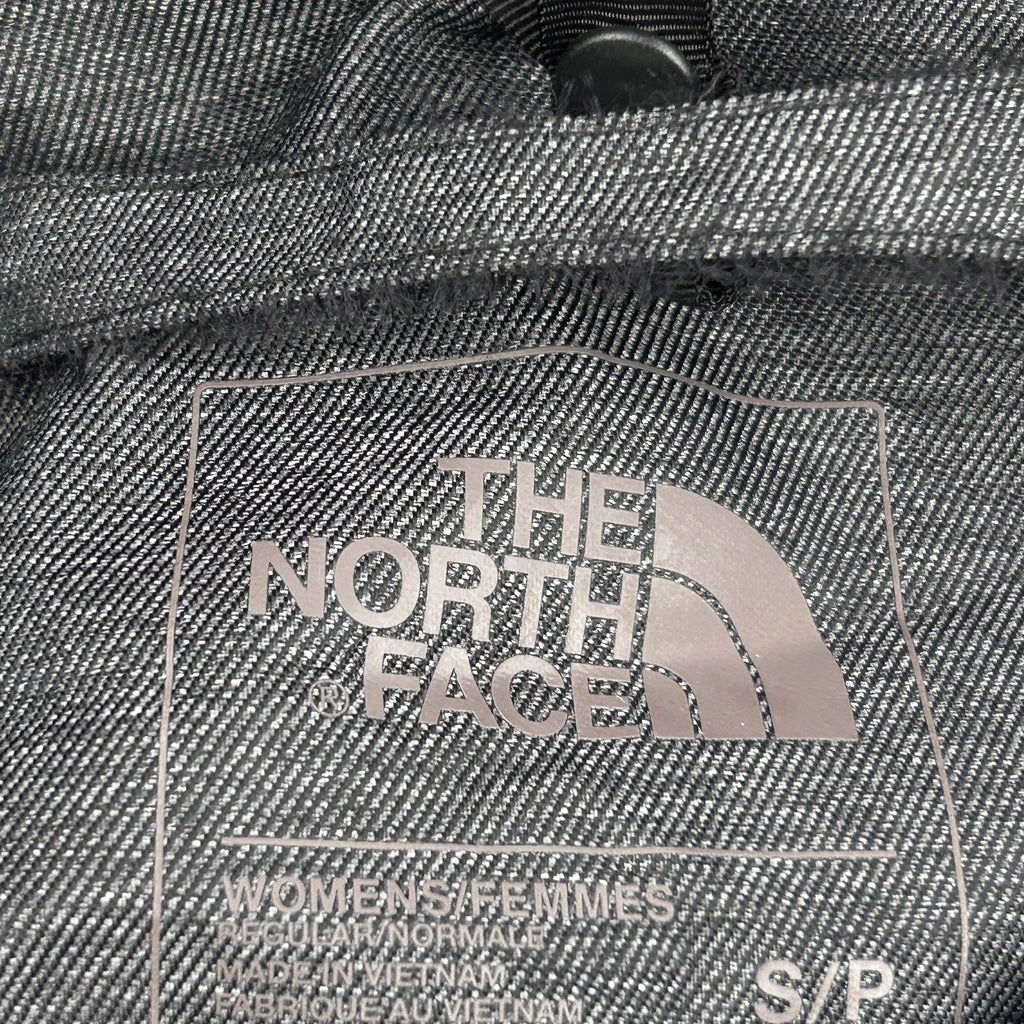 THE
NORTH
® FACE
WOMENS/FEMMES
REGULAR/NORMALE
MADE IN VIETNAM
FABRIQUE AU VIETNAM
S/P